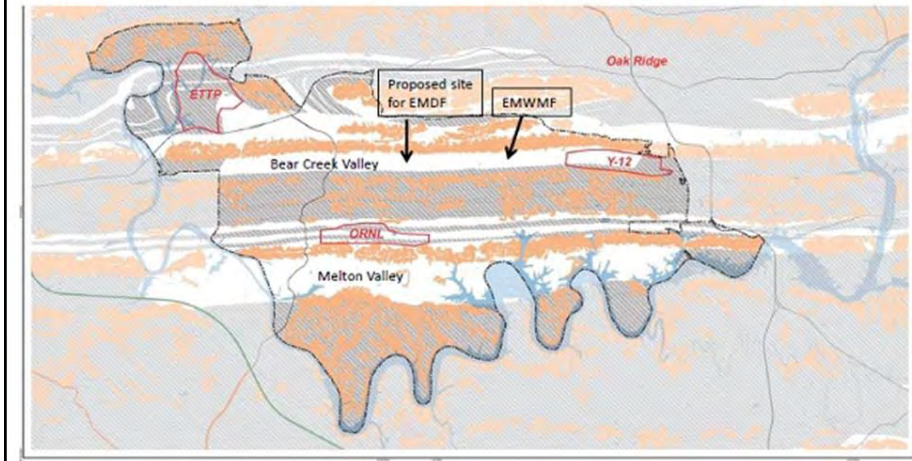 Oak Ridge
ETTP
Proposed site
for EMDF
EMWMF
Bear Creek Valley
Y-12
ORNL
Melton Valley